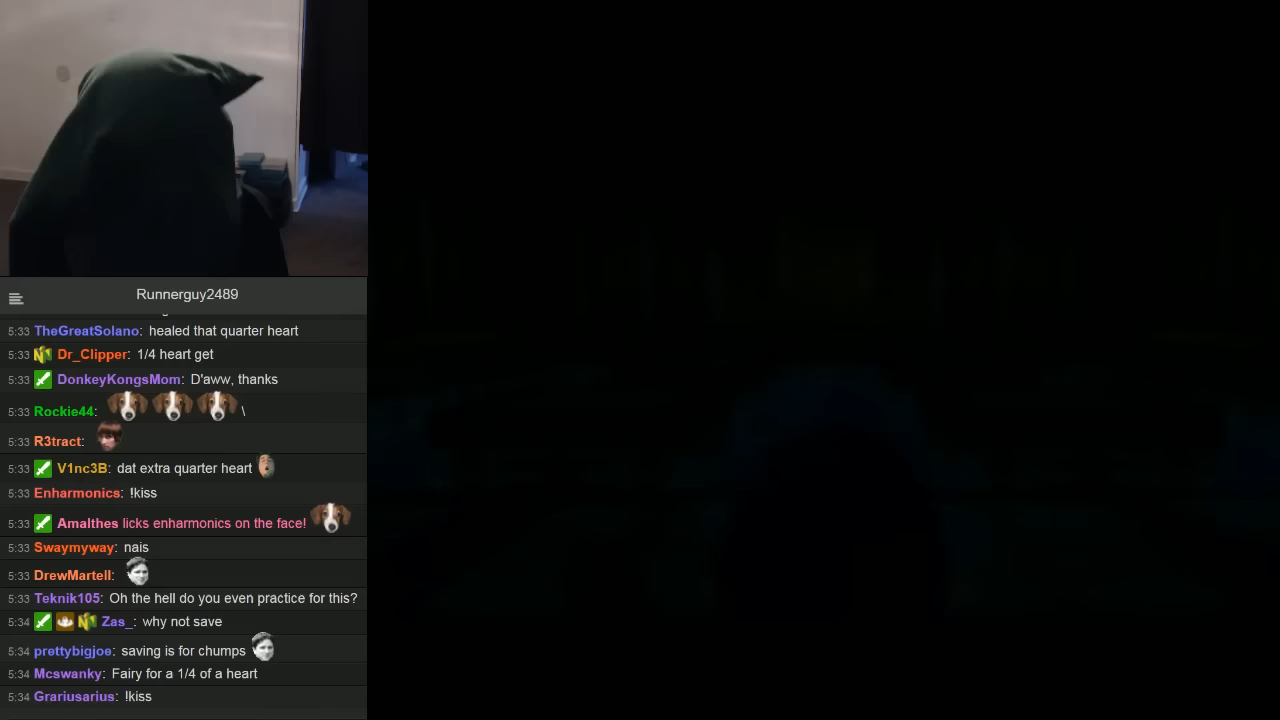 Runnerguy2489
5:33 TheGreatSolano: healed that quarter heart
5:33 Dr_Clipper: 1/4 heart get
5:33 DonkeyKongsMom: D'aww, thanks
5:33 Rockie44: \
5:33 R3tract:
5:33 V1nc3B: dat extra quarter heart
5:33 Enharmonics: !kiss
5:33 Amalthes licks enharmonics on the face!
5:33 Swaymyway: nais
5:33 DrewMartell:
5:33 Teknik105: Oh the hell do you even practice for this?
5:34 Zas_: why not save
5:34 prettybigjoe: saving is for chumps
5:34 Mcswanky: Fairy for a 1/4 of a heart
5:34 Grariusarius: !kiss